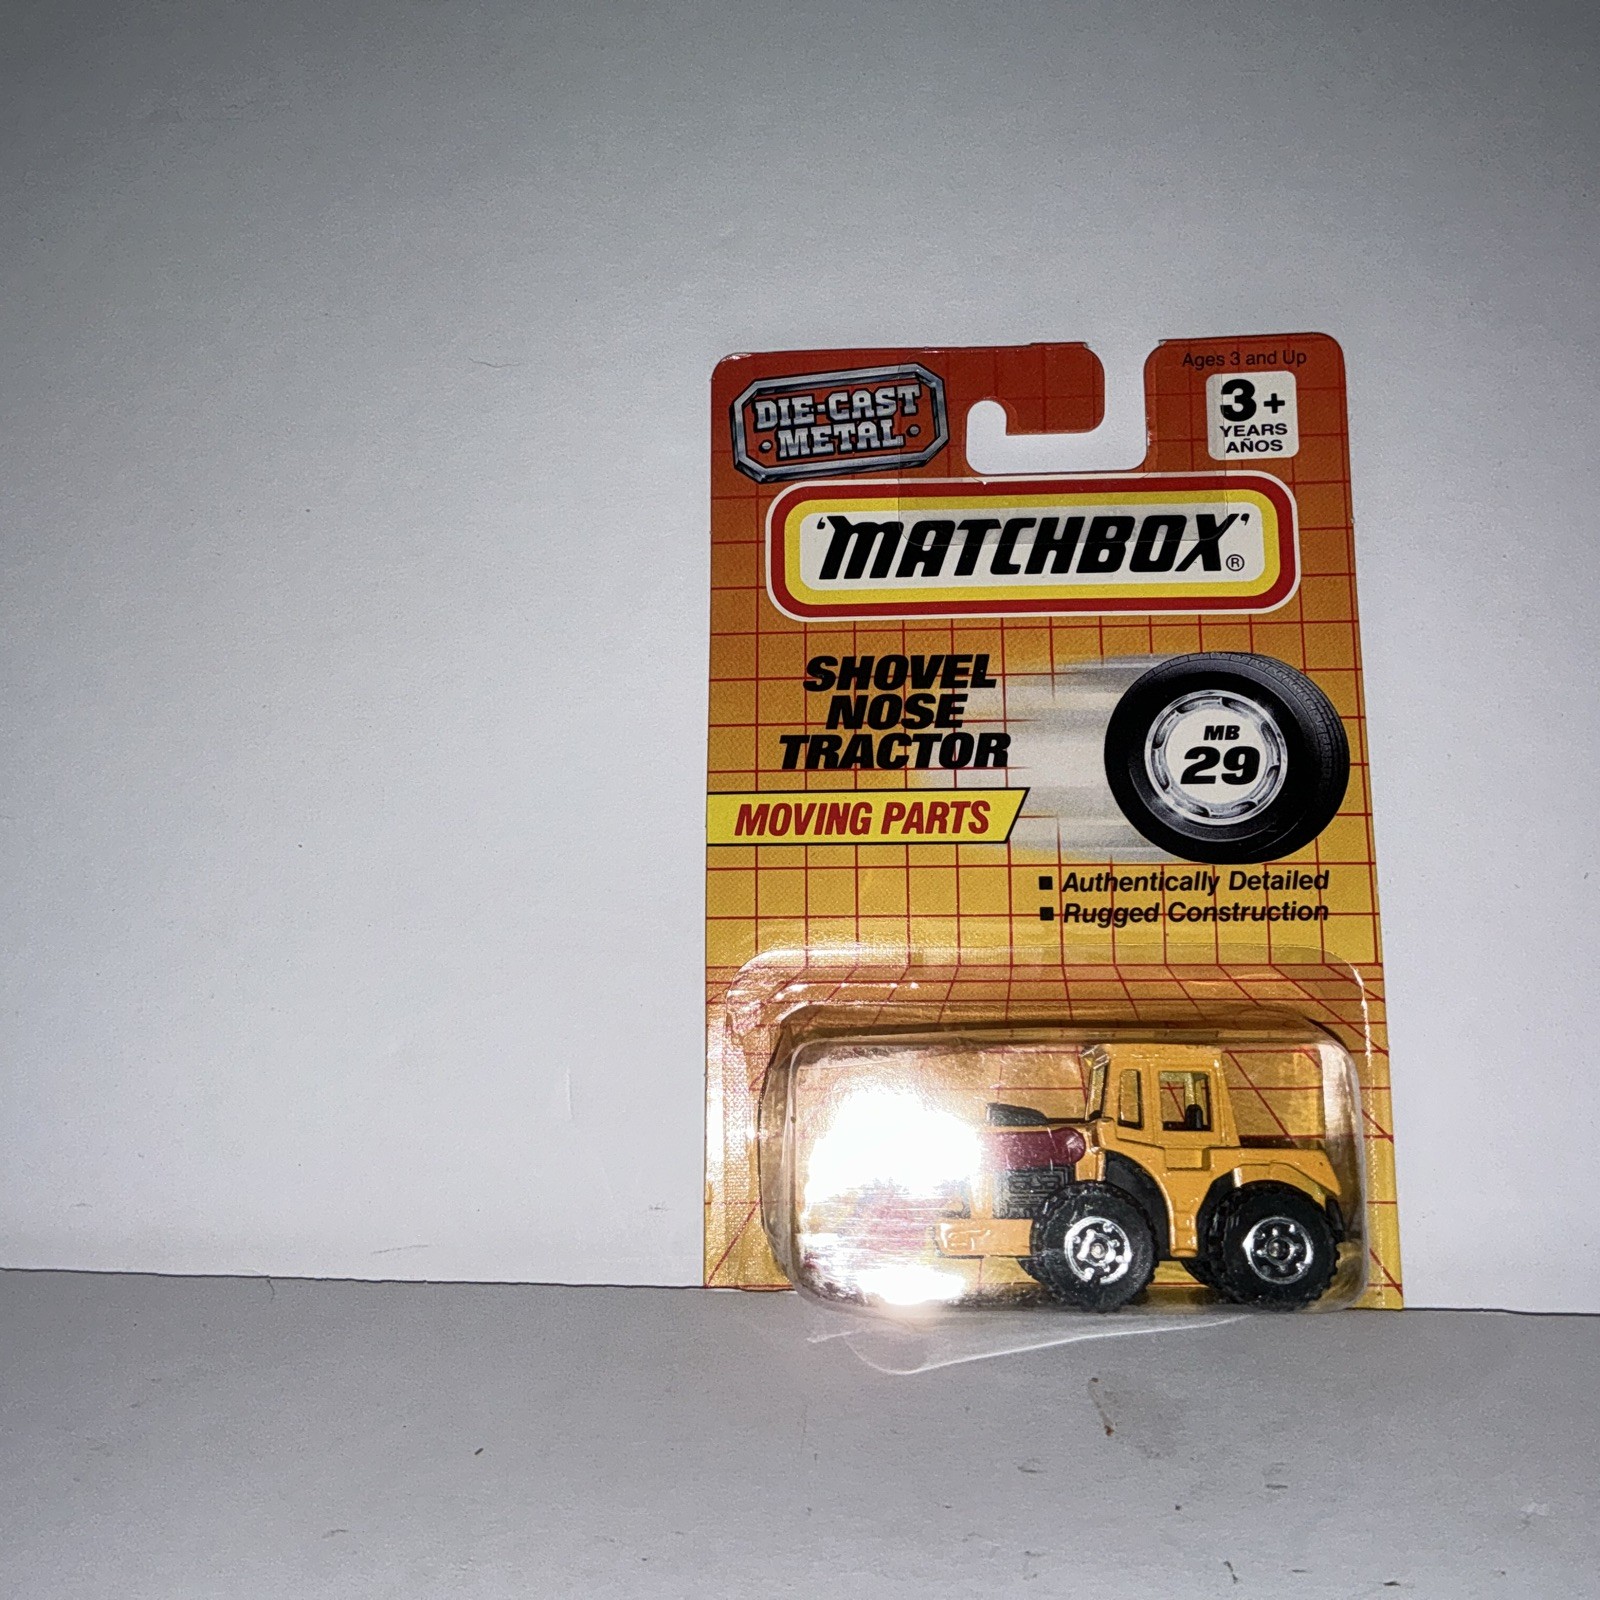 DIE-CAST
METAL
Ages 3 and Up
3+
YEARS
AÑOS
'MATCHBOX'®
SHOVEL
NOSE
TRACTOR
MB
29
MOVING PARTS
▪ Authentically Detailed
▪ Rugged Construction